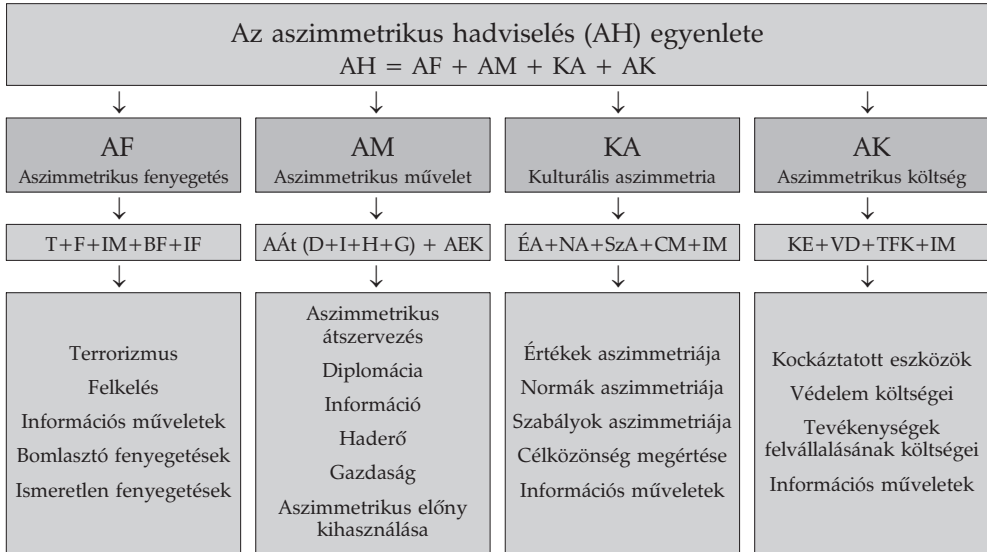 Az aszimmetrikus hadviselés (AH) egyenlete
AH = AF + AM + KA + AK
↓ ↓ ↓ ↓
AF
Aszimmetrikus fenyegetés
AM
Aszimmetrikus művelet
KA
Kulturális aszimmetria
AK
Aszimmetrikus költség
↓ ↓ ↓ ↓
T+F+IM+BF+IF
AÁt (D+I+H+G) + AEK
ÉA+NA+SzA+CM+IM
KE+VD+TFK+IM
↓ ↓ ↓ ↓
Terrorizmus
Felkelés
Információs műveletek
Bomlasztó fenyegetések
Ismeretlen fenyegetések
Aszimmetrikus
átszervezés
Diplomácia
Információ
Haderő
Gazdaság
Aszimmetrikus előny
kihasználása
Értékek aszimmetriája
Normák aszimmetriája
Szabályok aszimmetriája
Célközönség megértése
Információs műveletek
Kockáztatott eszközök
Védelem költségei
Tevékenységek
felvállalásának költségei
Információs műveletek